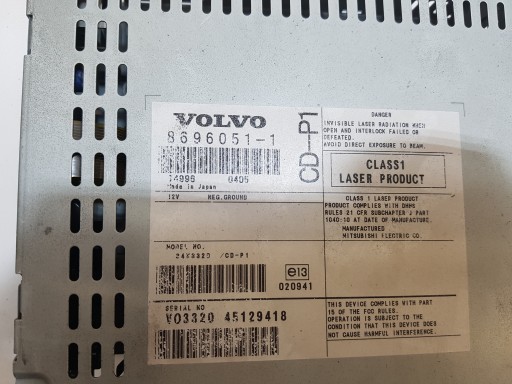 VOLVO
8696051-1
CD-P1
74996 0405
Made in Japan
12V NEG.GROUND
MODEL NO.
24V3320 /CD-P1
e13
020941
SERIAL NO
VO3320 45129418
DANGER
INVISIBLE LASER RADIATION WHEN
OPEN AND INTERLOCK FAILED OR
DEFEATED.
AVOID DIRECT EXPOSURE TO BEAM.
CLASS1
LASER PRODUCT
CLASS 1 LASER PRODUCT
PRODUCT COMPLIES WITH DHHS
RULES 21 CFR SUBCHAPTER J PART
1040:10 AT DATE OF MANUFACTURE.
MANUFACTURED
MITSUBISHI ELECTRIC CO.
THIS DEVICE COMPLIES WITH PART
15 OF THE FCC RULES.
OPERATION IS SUBJECT TO THE
CONDITION THAT THIS DEVICE DOES
NOT CAUSE HARMFUL INTERFERENCE.